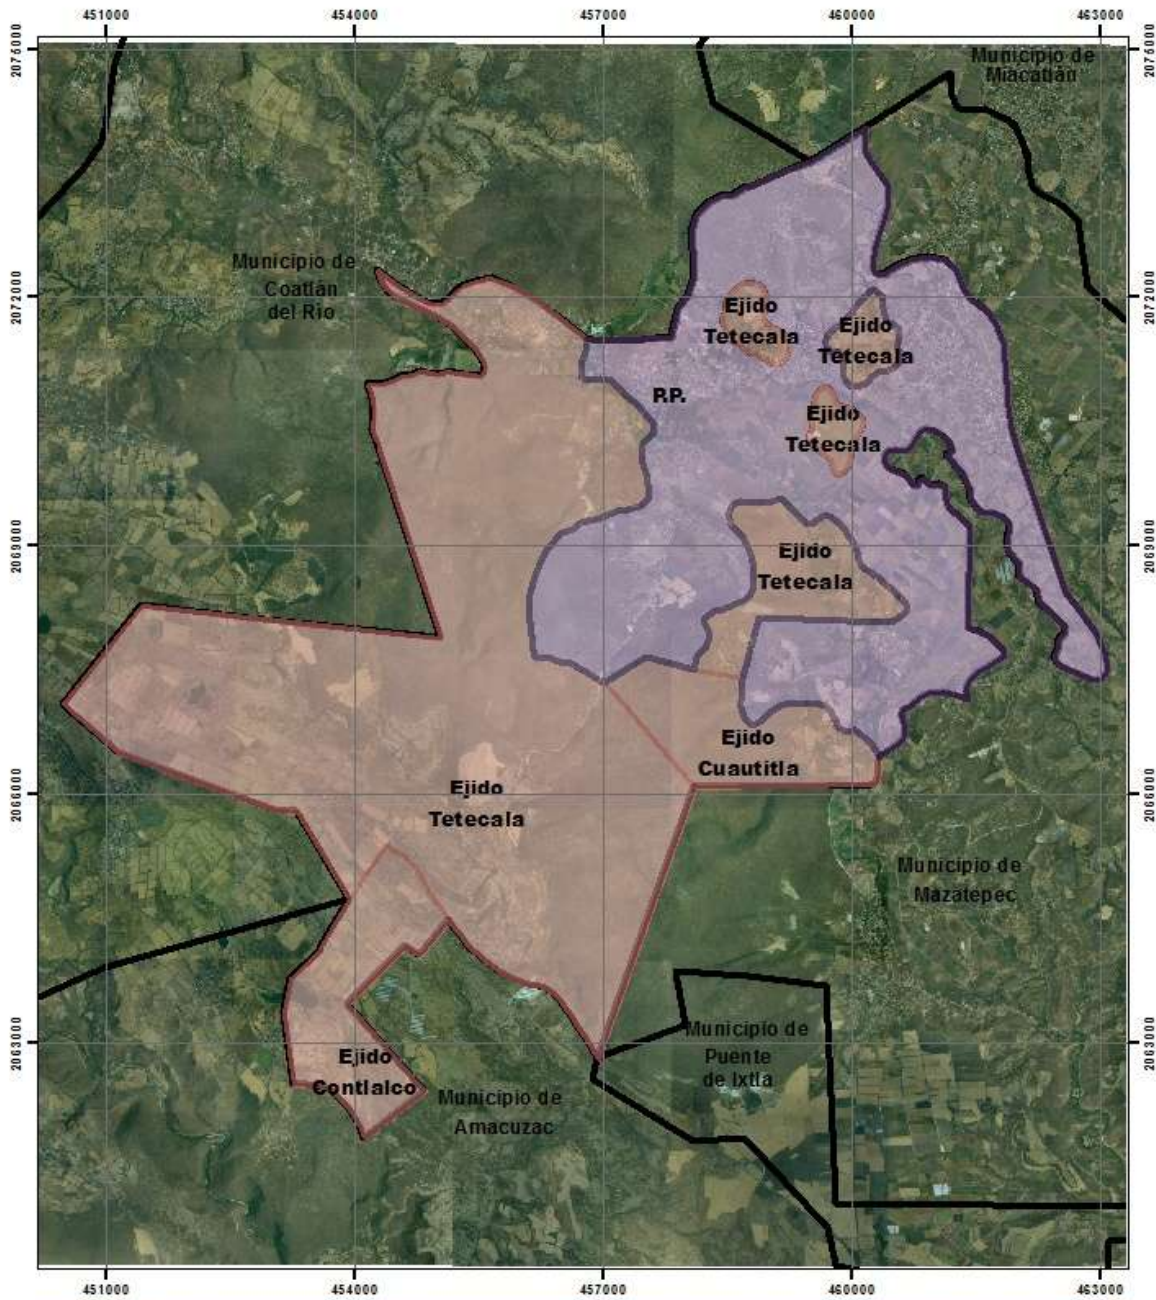 451000 454000 457000 460000 463000
2075000
Municipio de
Miacatlán
Municipio de
Coatlán
del Rio
2072000
2072000
Ejido
Tetecala
Ejido
Tetecala
P.P.
Ejido
Tetecala
2069000
2069000
Ejido
Tetecala
Ejido
Cuautitla
Ejido
Tetecala
2066000
2066000
Municipio de
Mazatepec
Municipio de
Puente
de Ixtla
2063000
2063000
Ejido
Contlalco
Municipio de
Amacuzac
451000 454000 457000 460000 463000